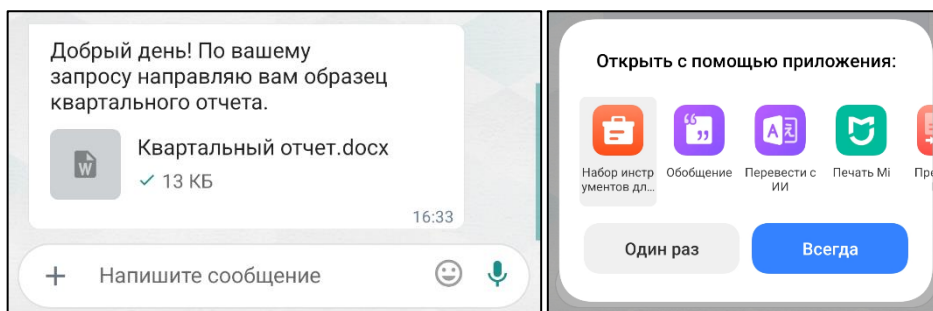 Добрый день! По вашему
запросу направляю вам образец
квартального отчета.
W
Квартальный отчет.docx
13 КБ
16:33
Напишите сообщение
Открыть с помощью приложения:
Набор инстр
ументов дл...
Обобщение
Перевести с
ИИ
Печать Mi
Один раз
Всегда